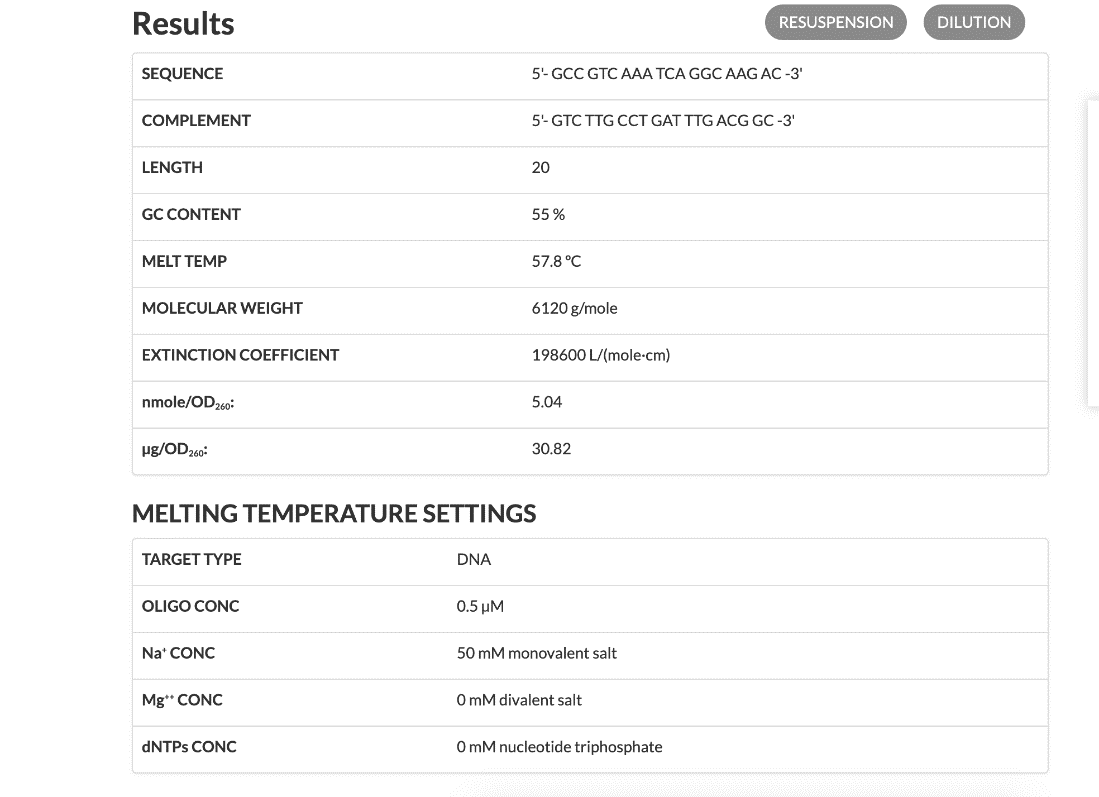 Results
RESUSPENSION
DILUTION
SEQUENCE 5'- GCC GTC AAA TCA GGC AAG AC -3'
COMPLEMENT 5'- GTC TTG CCT GAT TTG ACG GC -3'
LENGTH 20
GC CONTENT 55 %
MELT TEMP 57.8 ºC
MOLECULAR WEIGHT 6120 g/mole
EXTINCTION COEFFICIENT 198600 L/(mole·cm)
nmole/OD₂₆₀: 5.04
µg/OD₂₆₀: 30.82
MELTING TEMPERATURE SETTINGS
TARGET TYPE DNA
OLIGO CONC 0.5 µM
Na⁺ CONC 50 mM monovalent salt
Mg⁺⁺ CONC 0 mM divalent salt
dNTPs CONC 0 mM nucleotide triphosphate